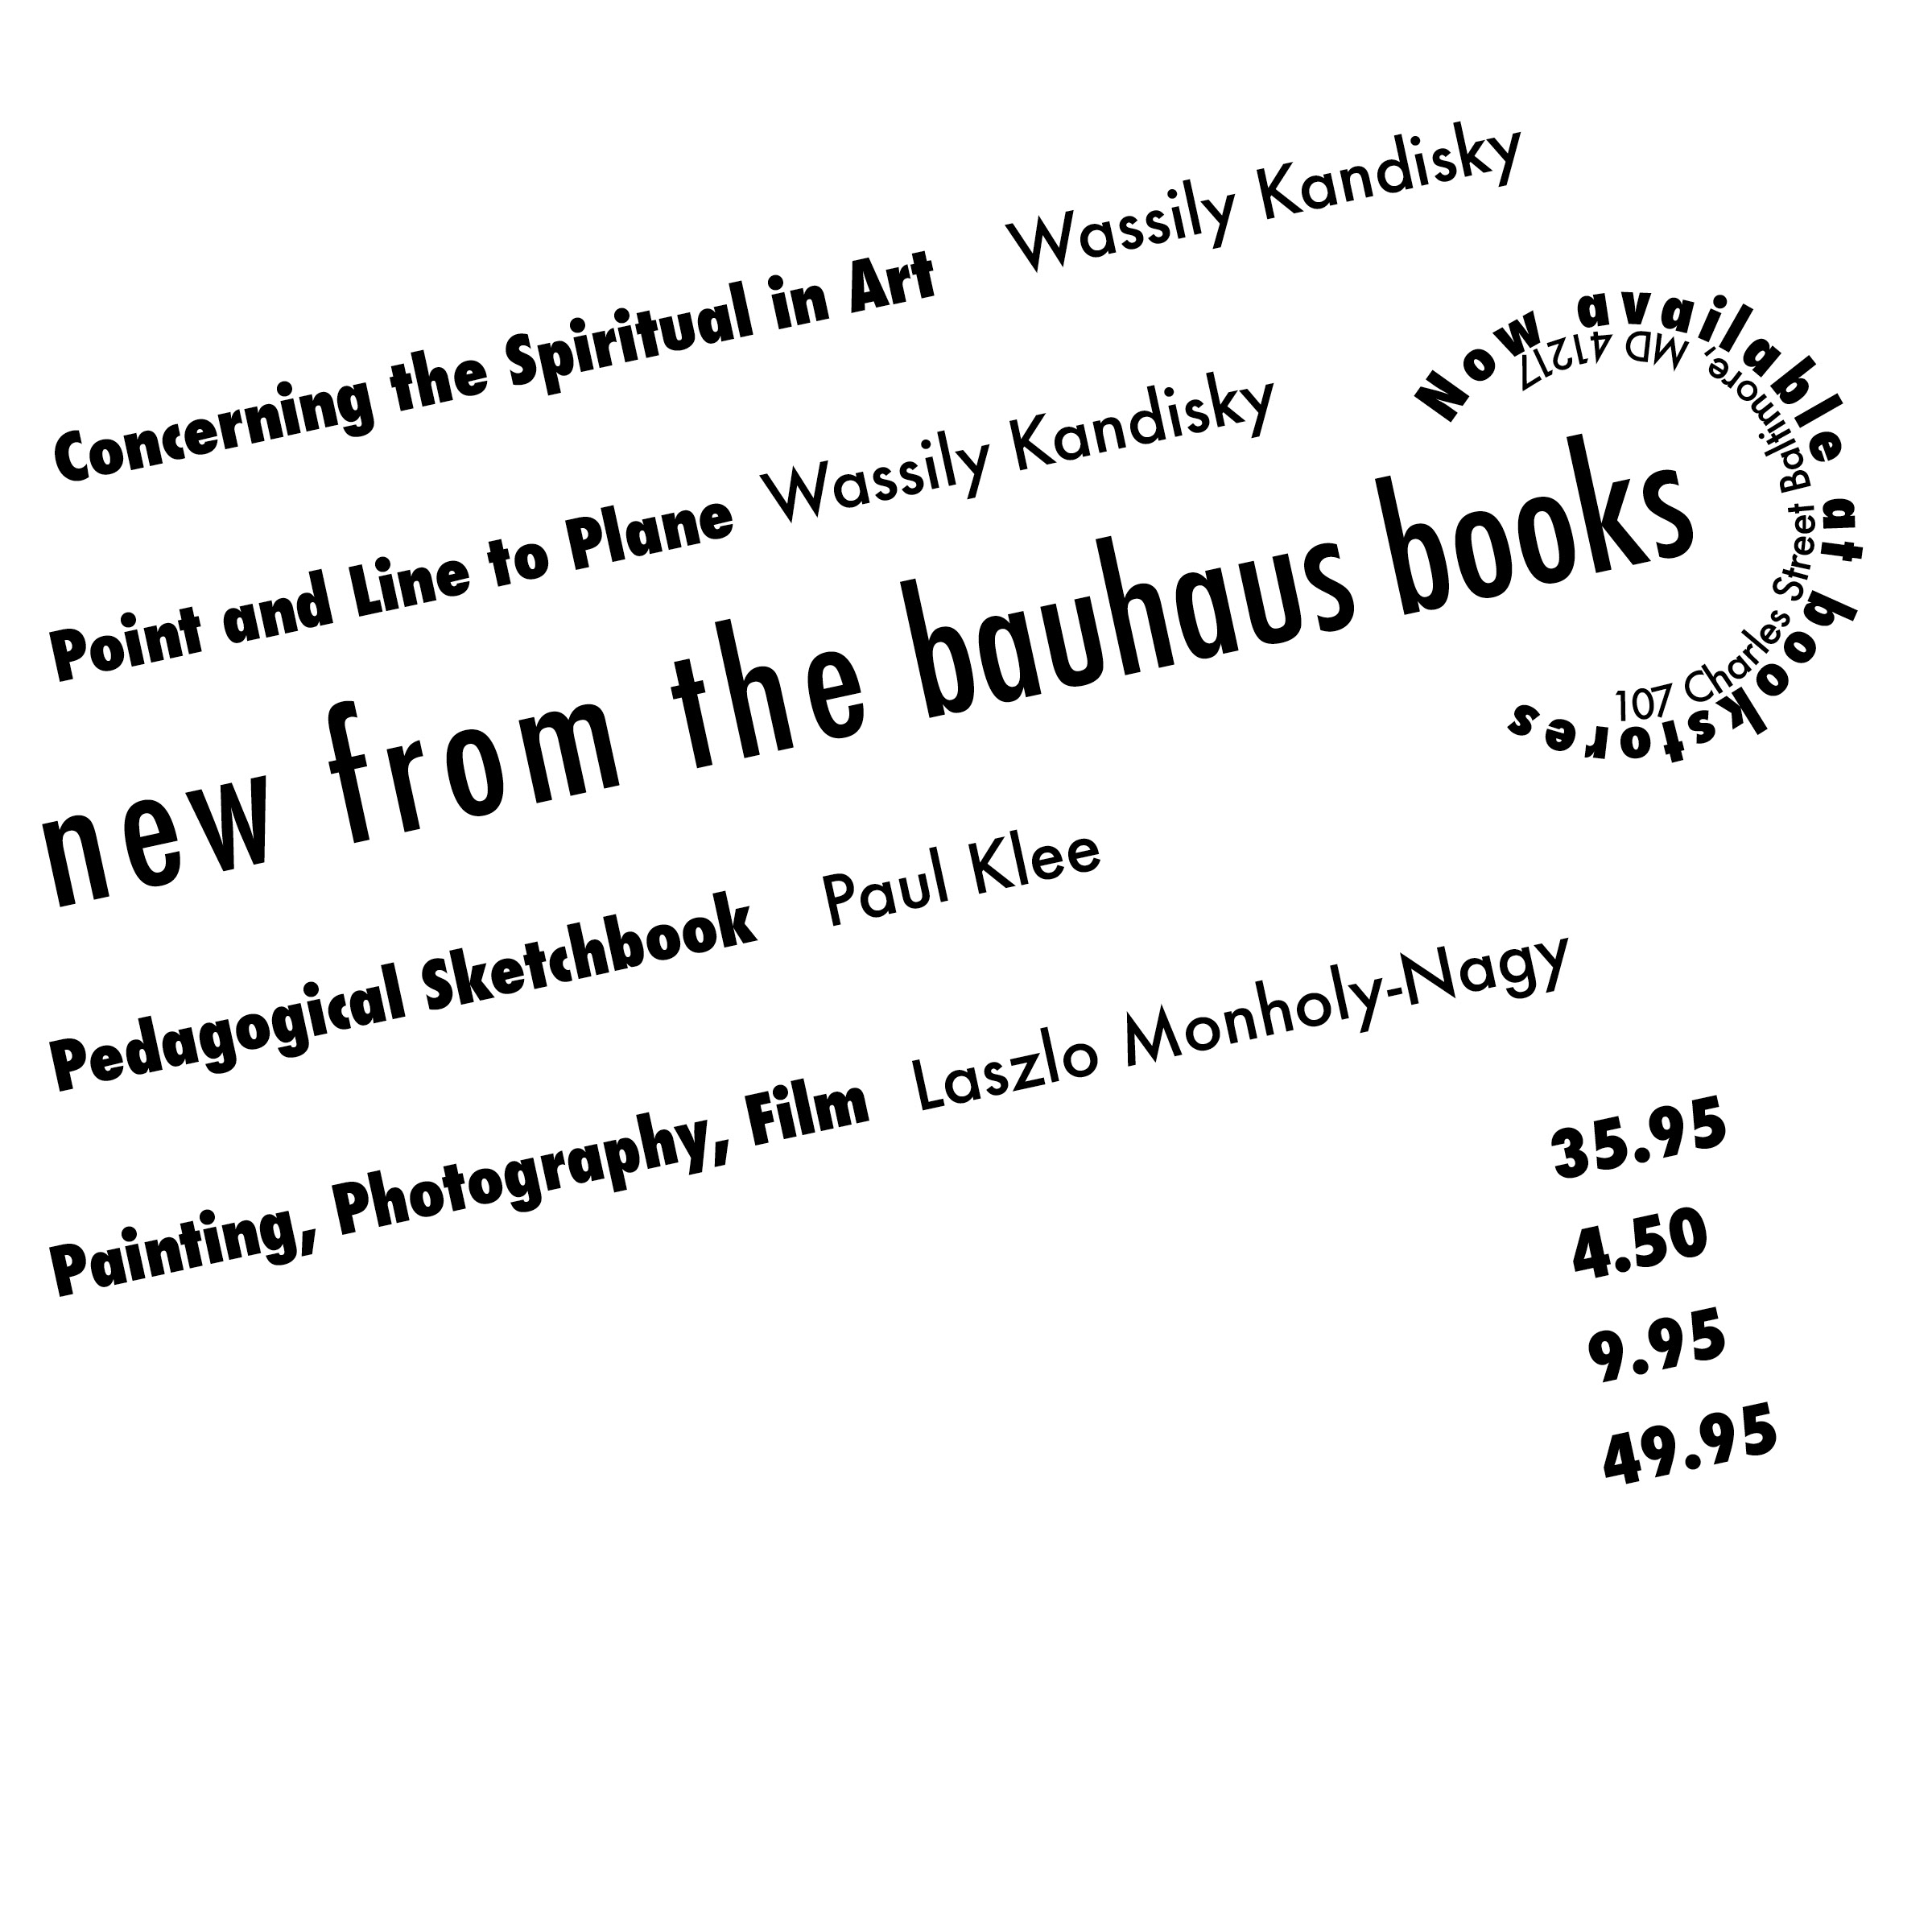 Concerning the Spiritual in Art Wassily Kandisky
Point and Line to Plane Wassily Kandisky
new from the bauhaus books
Pedagogical Sketchbook Paul Klee
Painting, Photography, Film Laszlo Monholy-Nagy
Now available at bookstores
107 Charles Street Baltimore MD
35.95
4.50
9.95
49.95